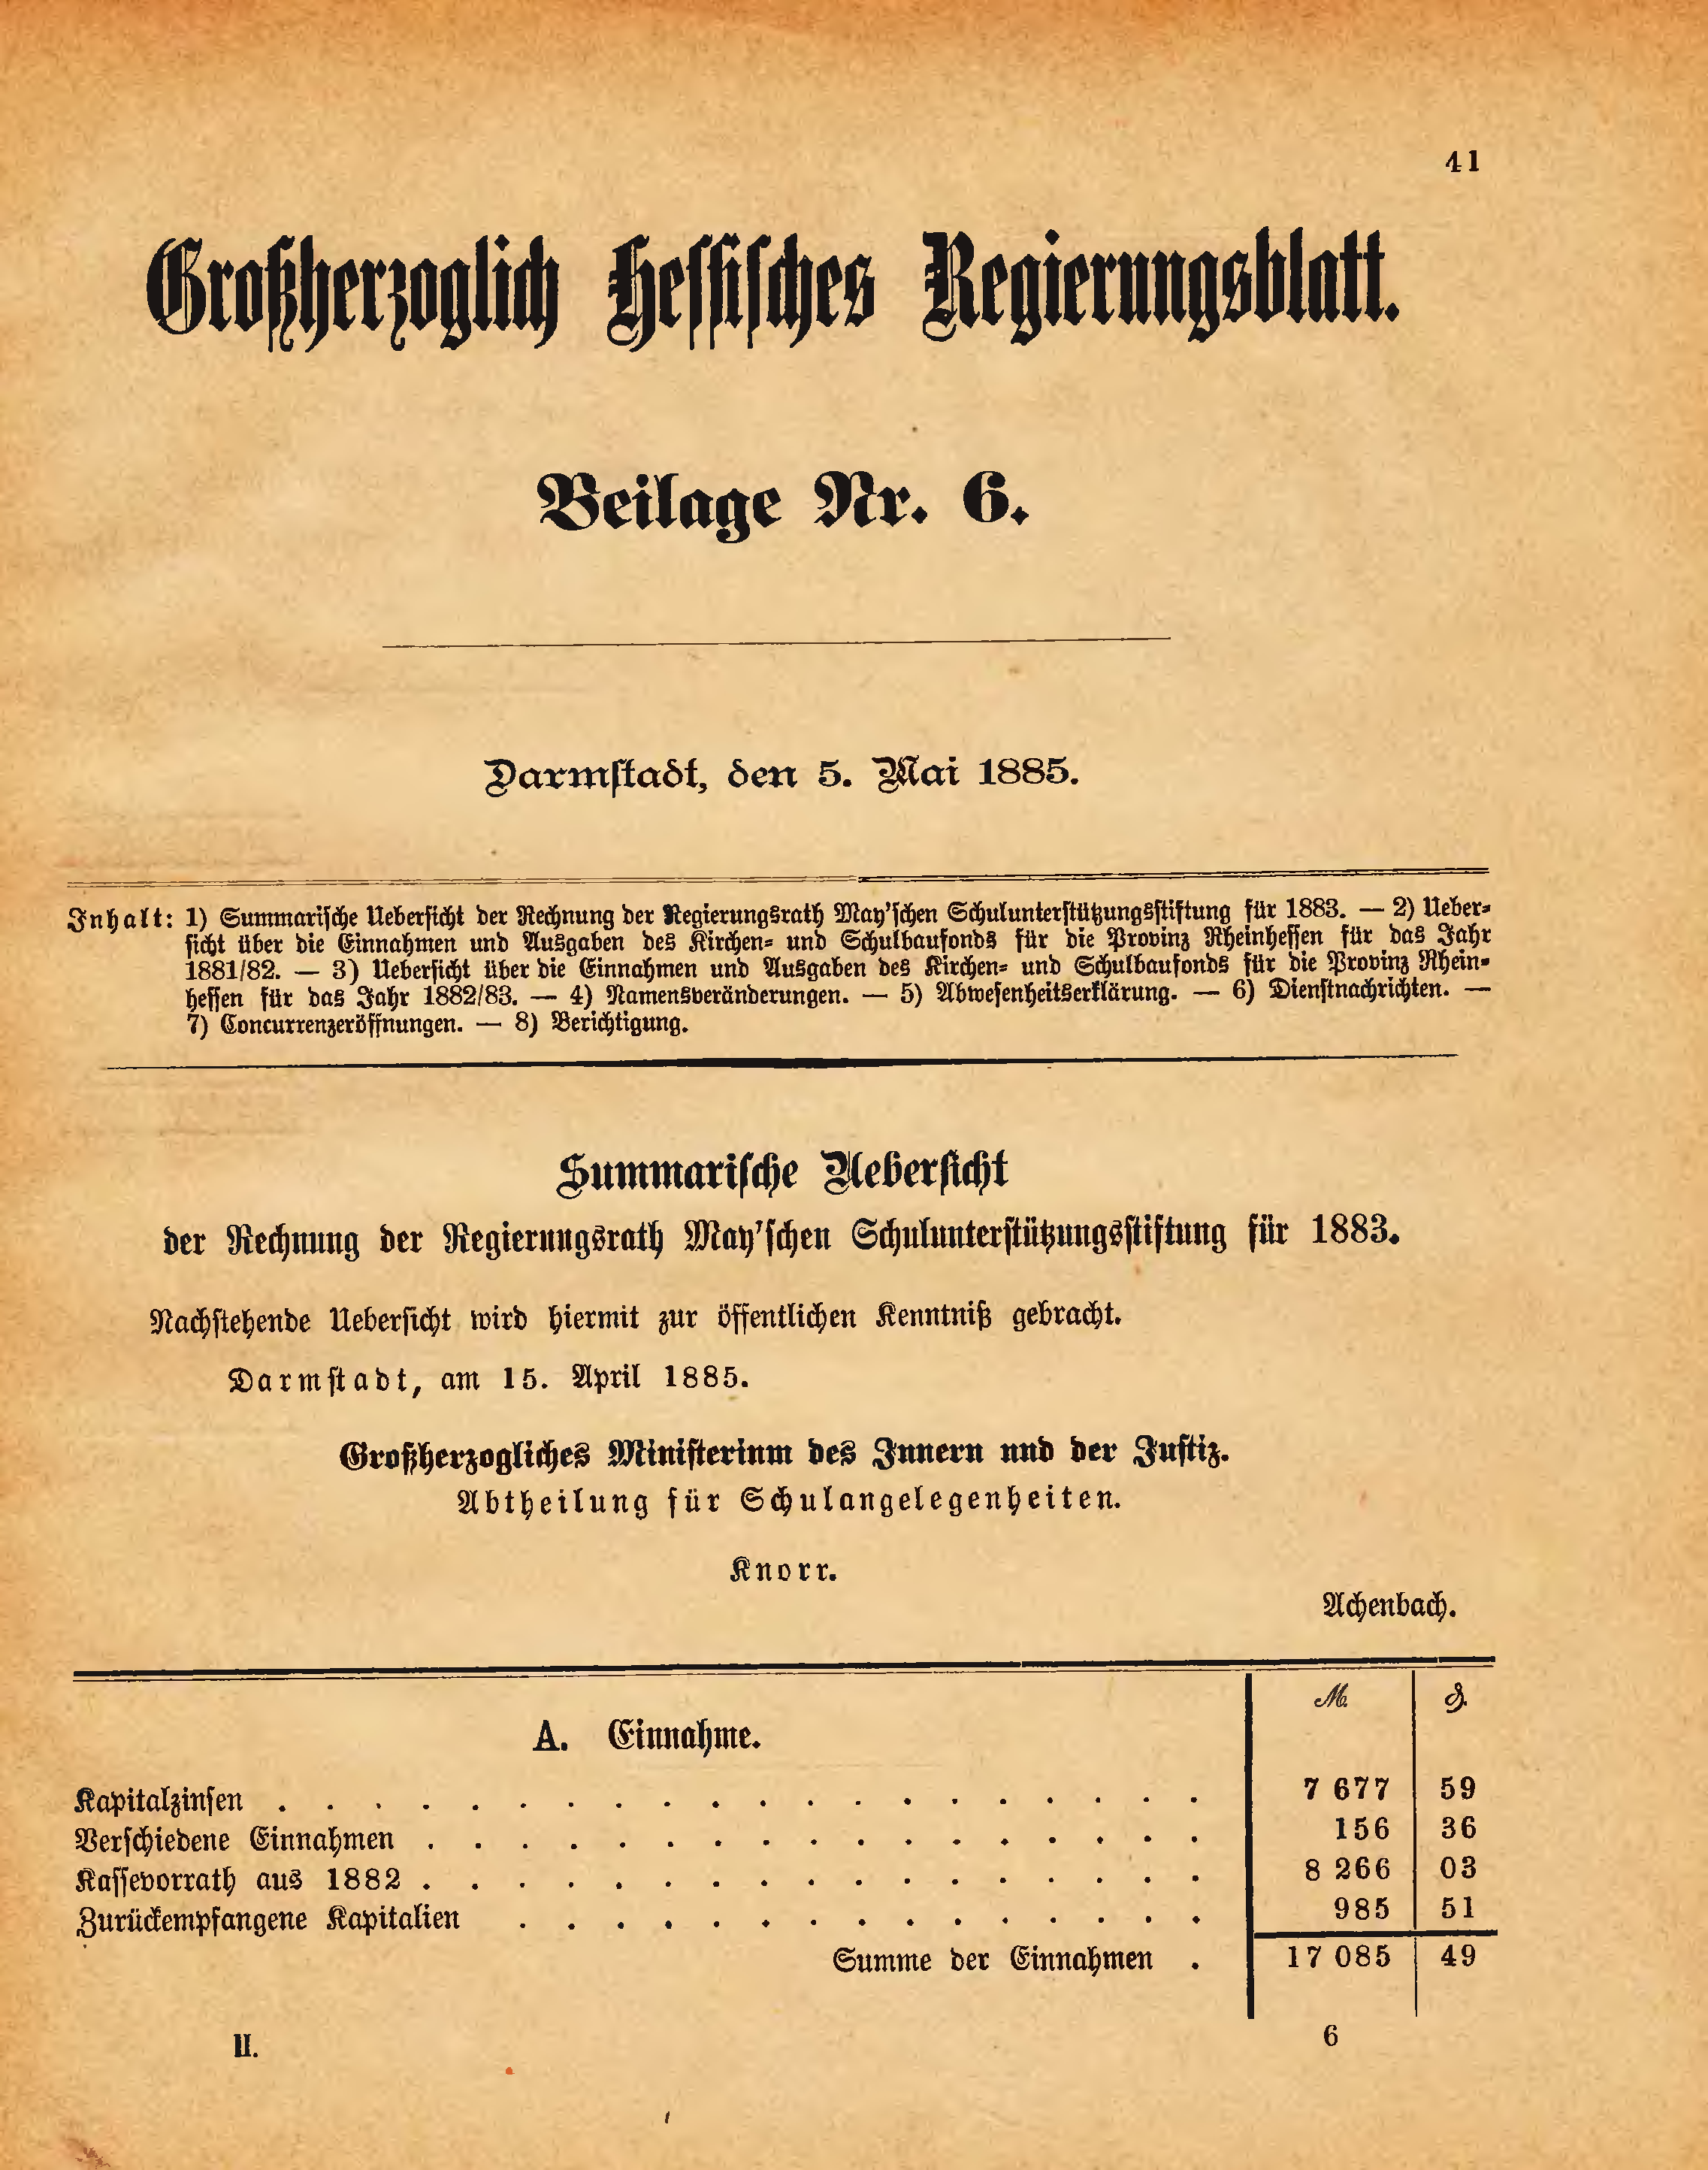 41
Großherzoglich Hessisches Regierungsblatt.
Beilage Nr. 6.
Darmstadt, den 5. Mai 1885.
Inhalt: 1) Summarische Uebersicht der Rechnung der Regierungsrath May'schen Schulunterstützungsstiftung für 1883. — 2) Ueber-
sicht über die Einnahmen und Ausgaben des Kirchen- und Schulbaufonds für die Provinz Rheinhessen für das Jahr
1881/82. — 3) Uebersicht über die Einnahmen und Ausgaben des Kirchen- und Schulbaufonds für die Provinz Rhein-
hessen für das Jahr 1882/83. — 4) Namensveränderungen. — 5) Abwesenheitserklärung. — 6) Dienstnachrichten. —
7) Concurrenzeröffnungen. — 8) Berichtigung.
Summarische Uebersicht
der Rechnung der Regierungsrath May'schen Schulunterstützungsstiftung für 1883.
Nachstehende Uebersicht wird hiermit zur öffentlichen Kenntniß gebracht.
Darmstadt, am 15. April 1885.
Großherzogliches Ministerium des Innern und der Justiz.
Abtheilung für Schulangelegenheiten.
Knorr.
Achenbach.
ℳ ₰
A. Einnahme.
Kapitalzinsen . . . . . . . . . . . . . . . . . . . . 7 677 59
Verschiedene Einnahmen . . . . . . . . . . . . . . . . . 156 36
Kassevorrath aus 1882 . . . . . . . . . . . . . . . . . 8 266 03
Zurückempfangene Kapitalien . . . . . . . . . . . . . . . 985 51
Summe der Einnahmen . 17 085 49
II. 6